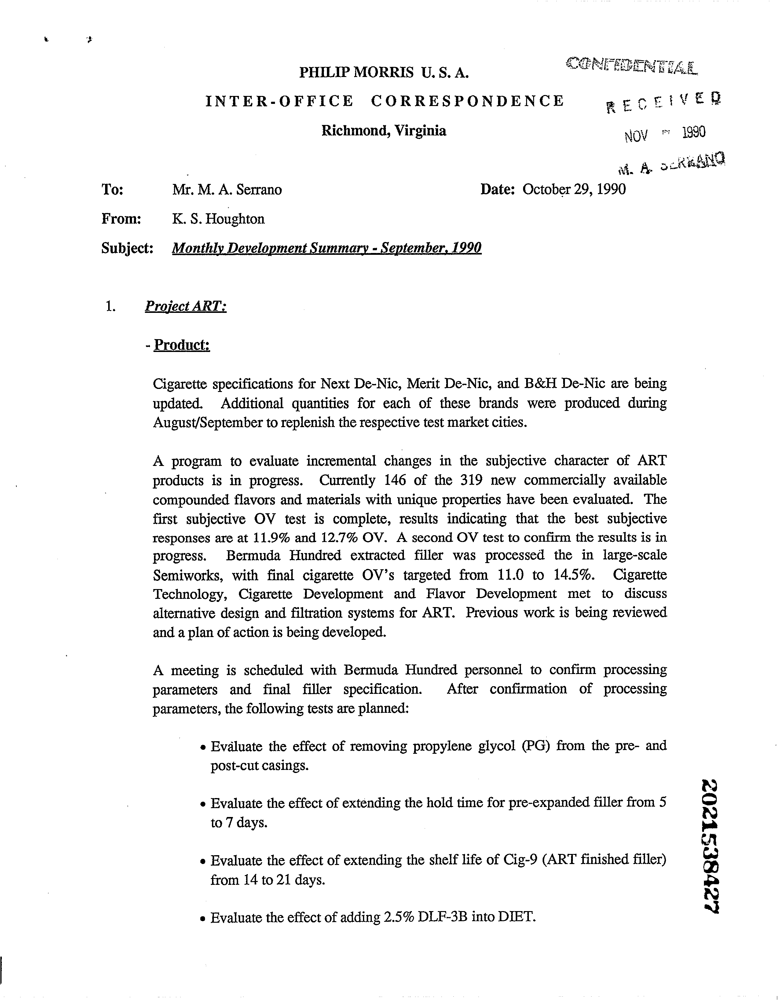 PHILIP MORRIS U. S. A.
CONFIDENTIAL
INTER-OFFICE CORRESPONDENCE
RECEIVED
Richmond, Virginia
NOV 1990
M. A. SERRANO
To: Mr. M. A. Serrano Date: October 29, 1990
From: K. S. Houghton
Subject: Monthly Development Summary - September, 1990
1. Project ART:
- Product:
Cigarette specifications for Next De-Nic, Merit De-Nic, and B&H De-Nic are being
updated. Additional quantities for each of these brands were produced during
August/September to replenish the respective test market cities.
A program to evaluate incremental changes in the subjective character of ART
products is in progress. Currently 146 of the 319 new commercially available
compounded flavors and materials with unique properties have been evaluated. The
first subjective OV test is complete, results indicating that the best subjective
responses are at 11.9% and 12.7% OV. A second OV test to confirm the results is in
progress. Bermuda Hundred extracted filler was processed the in large-scale
Semiworks, with final cigarette OV's targeted from 11.0 to 14.5%. Cigarette
Technology, Cigarette Development and Flavor Development met to discuss
alternative design and filtration systems for ART. Previous work is being reviewed
and a plan of action is being developed.
A meeting is scheduled with Bermuda Hundred personnel to confirm processing
parameters and final filler specification. After confirmation of processing
parameters, the following tests are planned:
• Evaluate the effect of removing propylene glycol (PG) from the pre- and
post-cut casings.
• Evaluate the effect of extending the hold time for pre-expanded filler from 5
to 7 days.
• Evaluate the effect of extending the shelf life of Cig-9 (ART finished filler)
from 14 to 21 days.
• Evaluate the effect of adding 2.5% DLF-3B into DIET.
2021538427